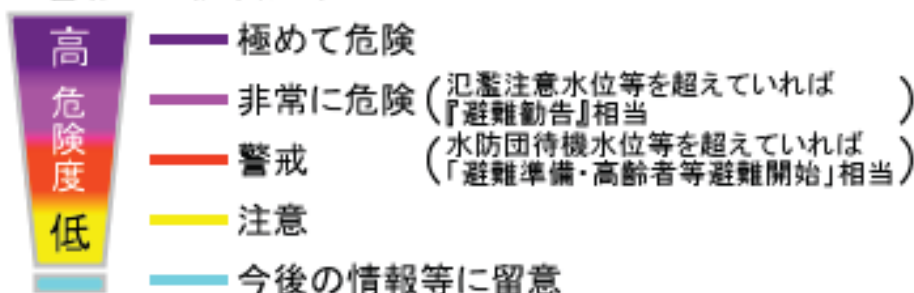 高
危険度
低
極めて危険
非常に危険(氾濫注意水位等を超えていれば
『避難勧告』相当)
警戒(水防団待機水位等を超えていれば
「避難準備・高齢者等避難開始」相当)
注意
今後の情報等に留意